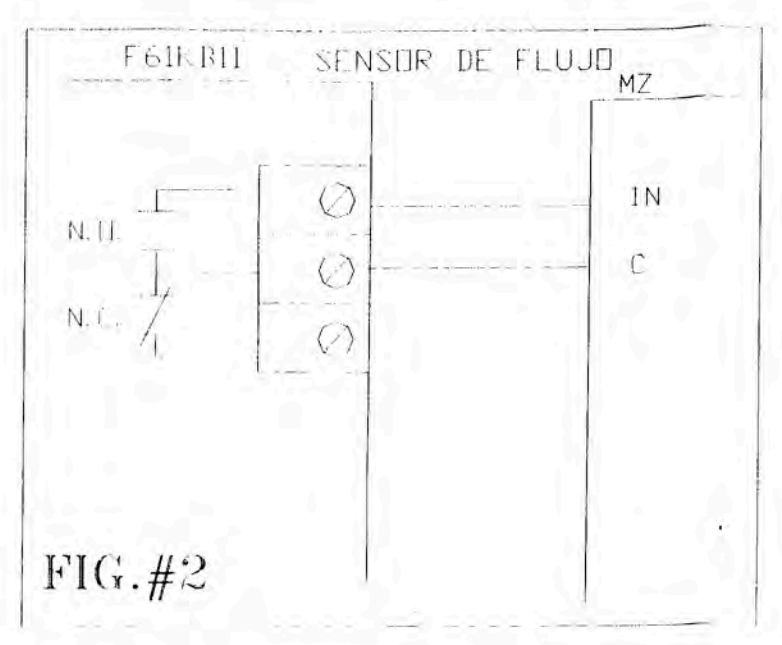 F61KB11 SENSOR DE FLUJO
MZ
IN
N.O.
C
N.C.
FIG.#2